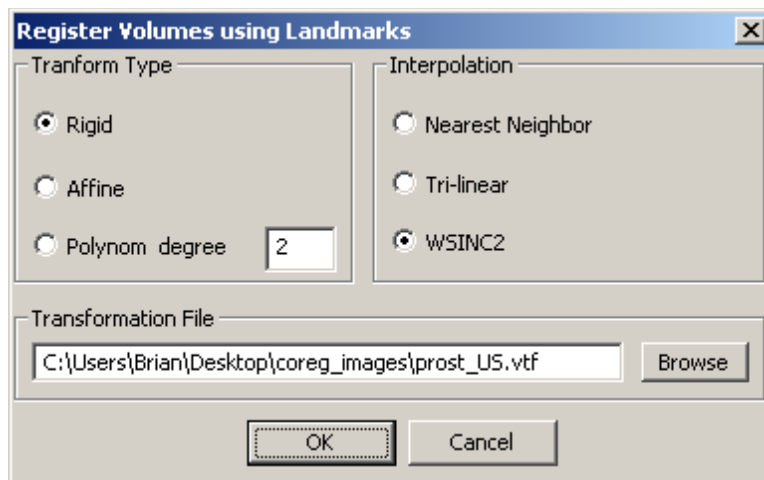 Register Volumes using Landmarks
Tranform Type
Rigid
Affine
Polynom degree 2
Interpolation
Nearest Neighbor
Tri-linear
WSINC2
Transformation File
C:\Users\Brian\Desktop\coreg_images\prost_US.vtf Browse
OK Cancel